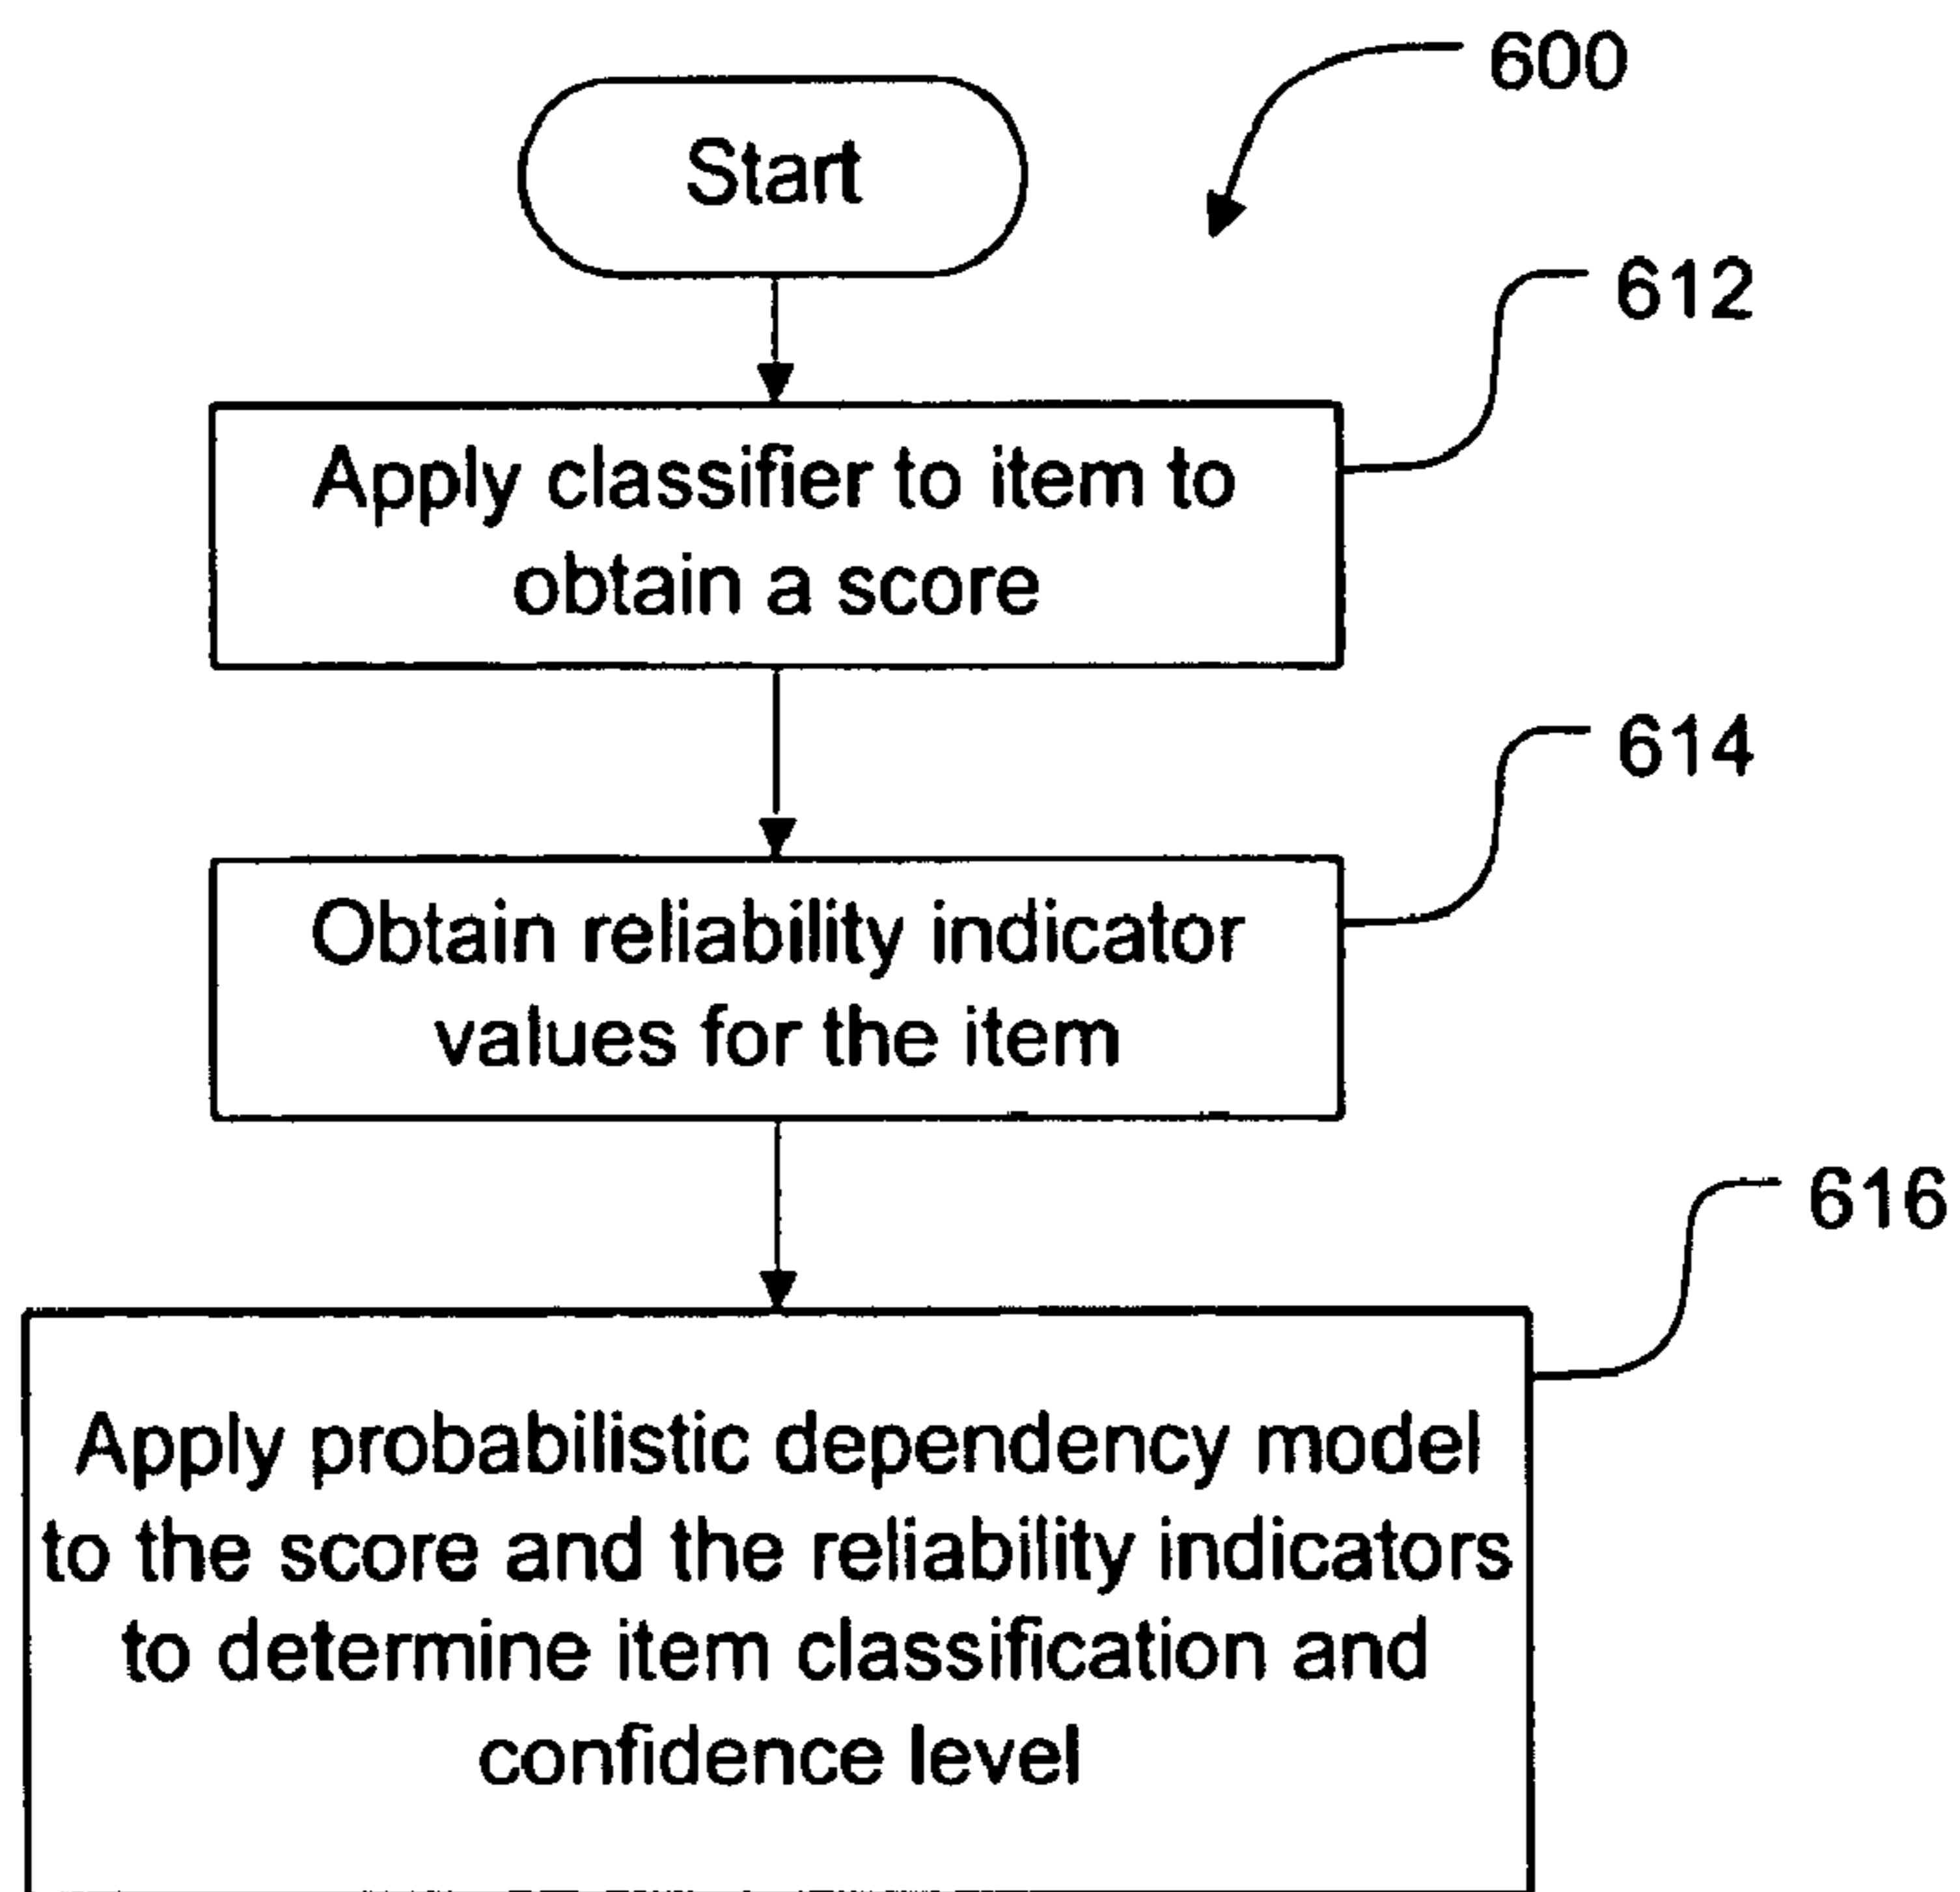 600
Start
612
Apply classifier to item to
obtain a score
614
Obtain reliability indicator
values for the item
616
Apply probabilistic dependency model
to the score and the reliability indicators
to determine item classification and
confidence level